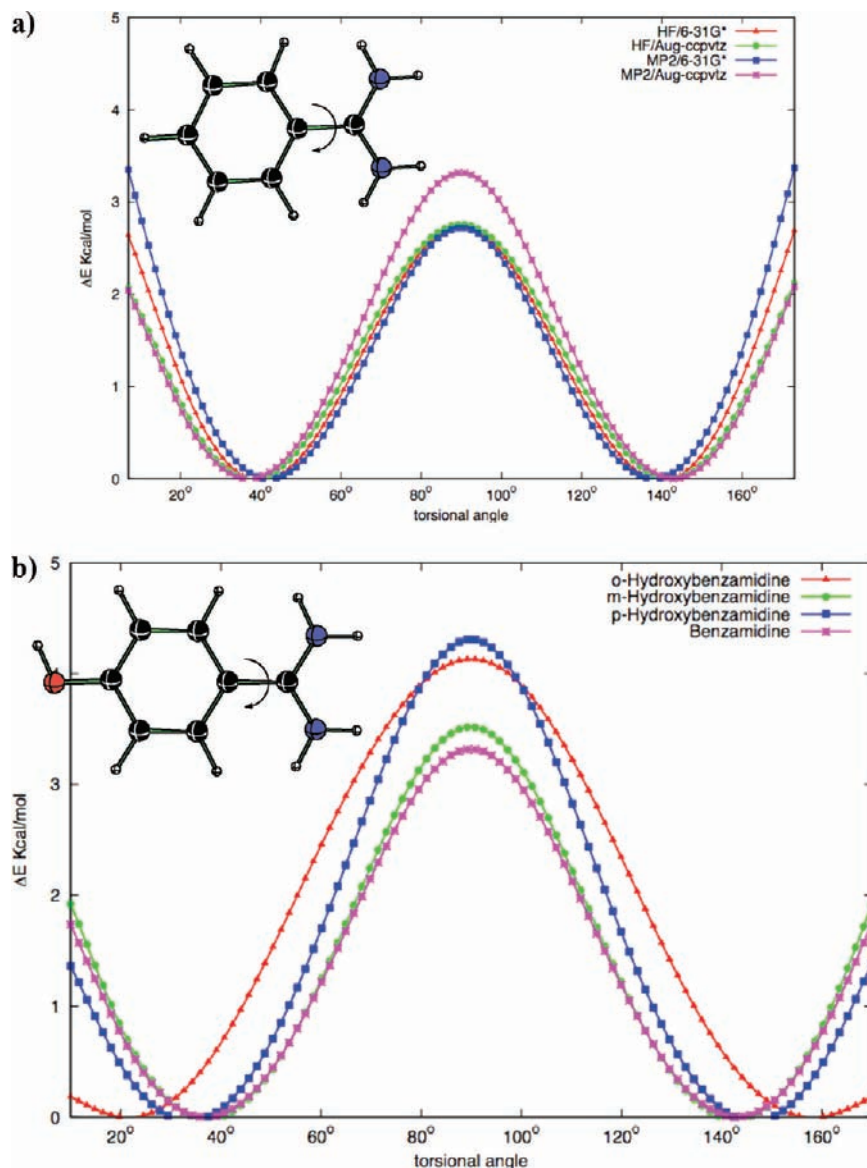 a)
HF/6-31G*
HF/Aug-ccpvtz
MP2/6-31G*
MP2/Aug-ccpvtz
5
4
3
2
1
0
ΔE Kcal/mol
20° 40° 60° 80° 100° 120° 140° 160°
torsional angle
b)
o-Hydroxybenzamidine
m-Hydroxybenzamidine
p-Hydroxybenzamidine
Benzamidine
5
4
3
2
1
0
ΔE Kcal/mol
20° 40° 60° 80° 100° 120° 140° 160°
torsional angle